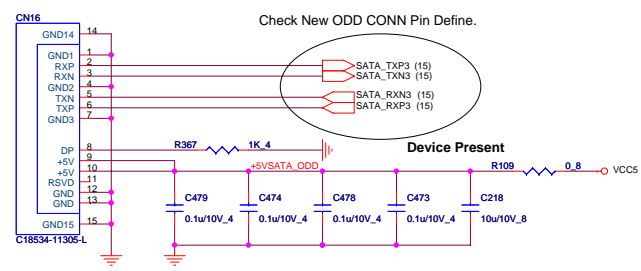 CN16
Check New ODD CONN Pin Define.
GND14 14
GND1 1
RXP 2 SATA_TXP3 (15)
RXN 3 SATA_TXN3 (15)
GND2 4
TXN 5 SATA_RXN3 (15)
TXP 6 SATA_RXP3 (15)
GND3 7
DP 8 R367 1K_4 Device Present
+5V 9
+5V 10 +5VSATA_ODD R109 0_8 VCC5
RSVD 11
GND 12
GND 13
C479 C474 C478 C473 C218
0.1u/10V_4 0.1u/10V_4 0.1u/10V_4 0.1u/10V_4 10u/10V_8
GND15 15
C18534-11305-L